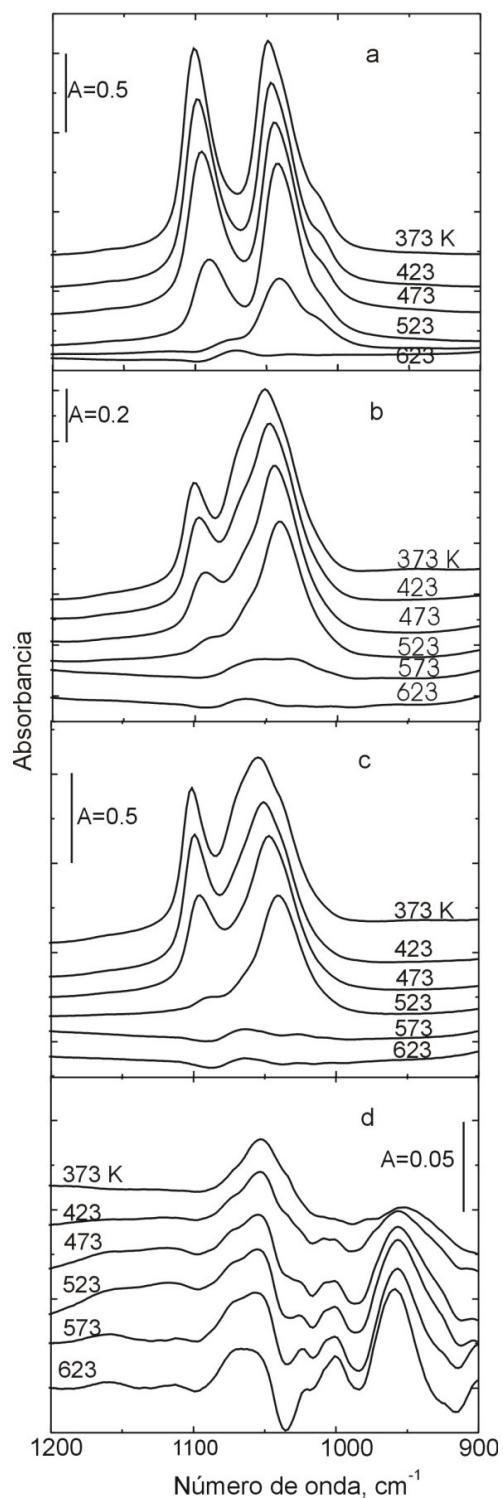 a
A=0.5
373 K
423
473
523
623
b
A=0.2
373 K
423
473
523
573
623
Absorbancia
c
A=0.5
373 K
423
473
523
573
623
d
A=0.05
373 K
423
473
523
573
623
1200 1100 1000 900
Número de onda, cm⁻¹